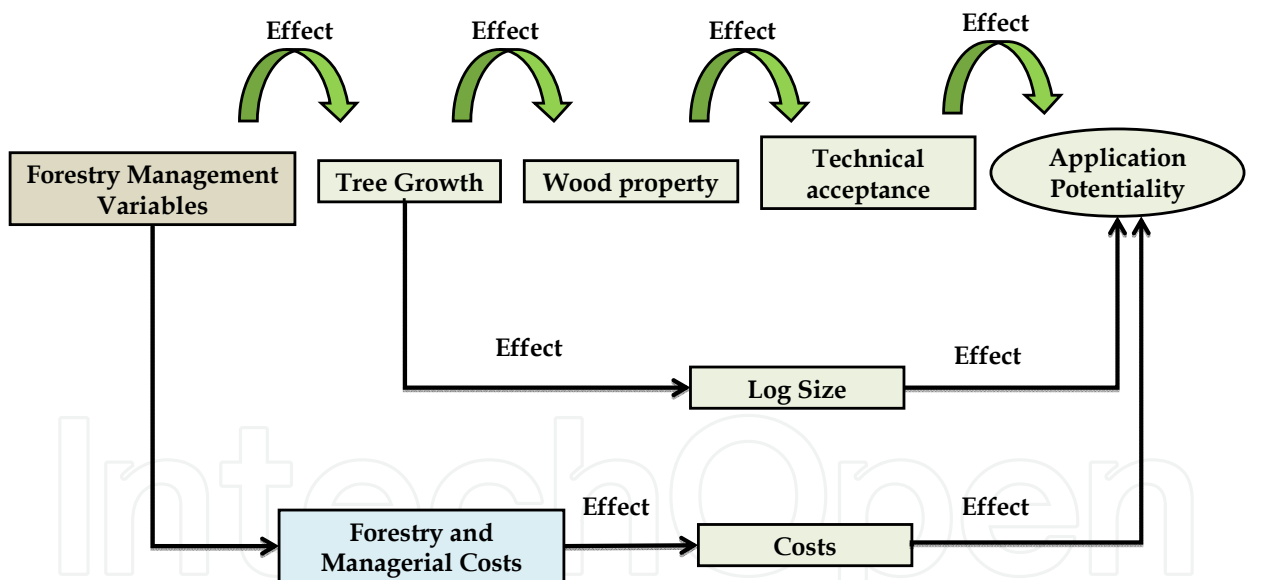 Effect
Effect
Effect
Effect
Forestry Management
Variables
Tree Growth
Wood property
Technical
acceptance
Application
Potentiality
Effect
Log Size
Effect
Forestry and
Managerial Costs
Effect
Costs
Effect
IntechOpen